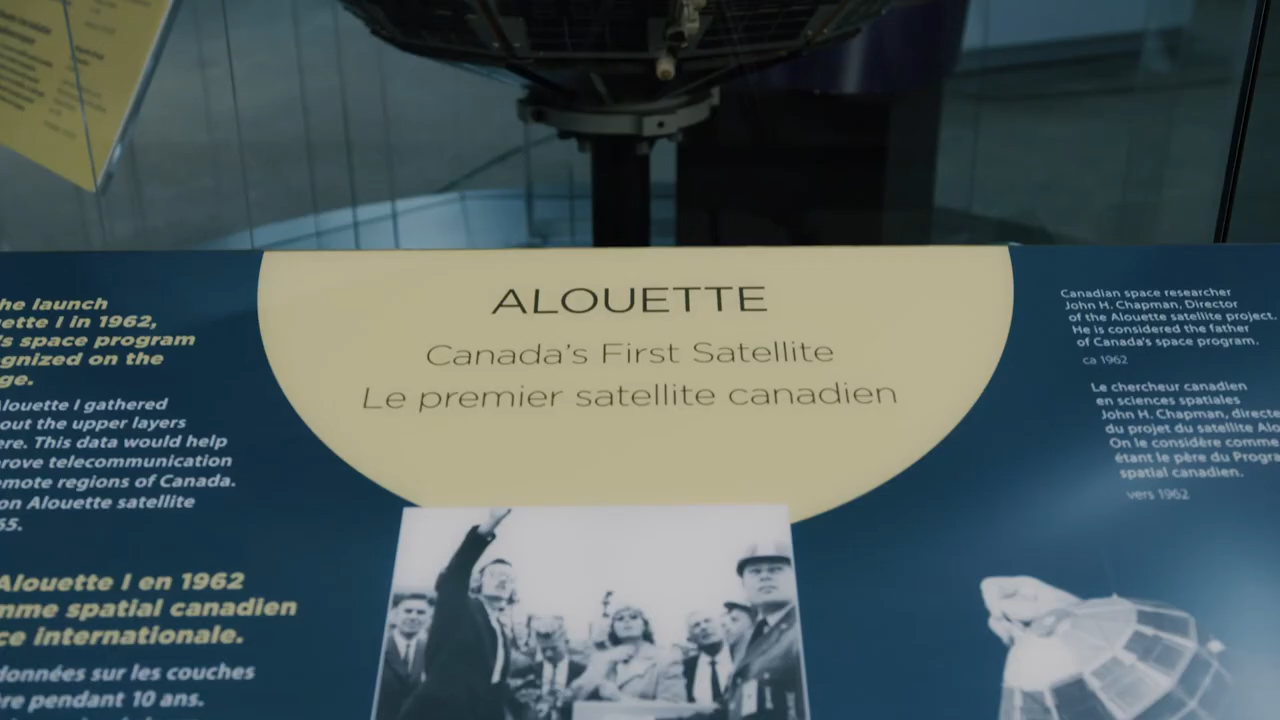 ALOUETTE
Canada's First Satellite
Le premier satellite canadien
he launch
ette I in 1962,
's space program
gnized on the
ge.
Alouette I gathered
out the upper layers
ere. This data would help
rove telecommunication
emote regions of Canada.
on Alouette satellite
65.
Alouette I en 1962
mme spatial canadien
ce internationale.
données sur les couches
re pendant 10 ans.
Canadian space researcher
John H. Chapman, Director
of the Alouette satellite project.
He is considered the father
of Canada's space program.
ca 1962
Le chercheur canadien
en sciences spatiales
John H. Chapman, directe
du projet du satellite Alo
On le considère comme
étant le père du Progra
spatial canadien.
vers 1962